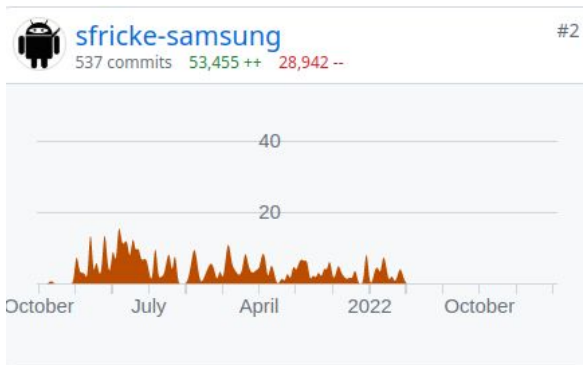 sfricke-samsung
#2
537 commits 53,455 ++ 28,942 --
40
20
October July April 2022 October